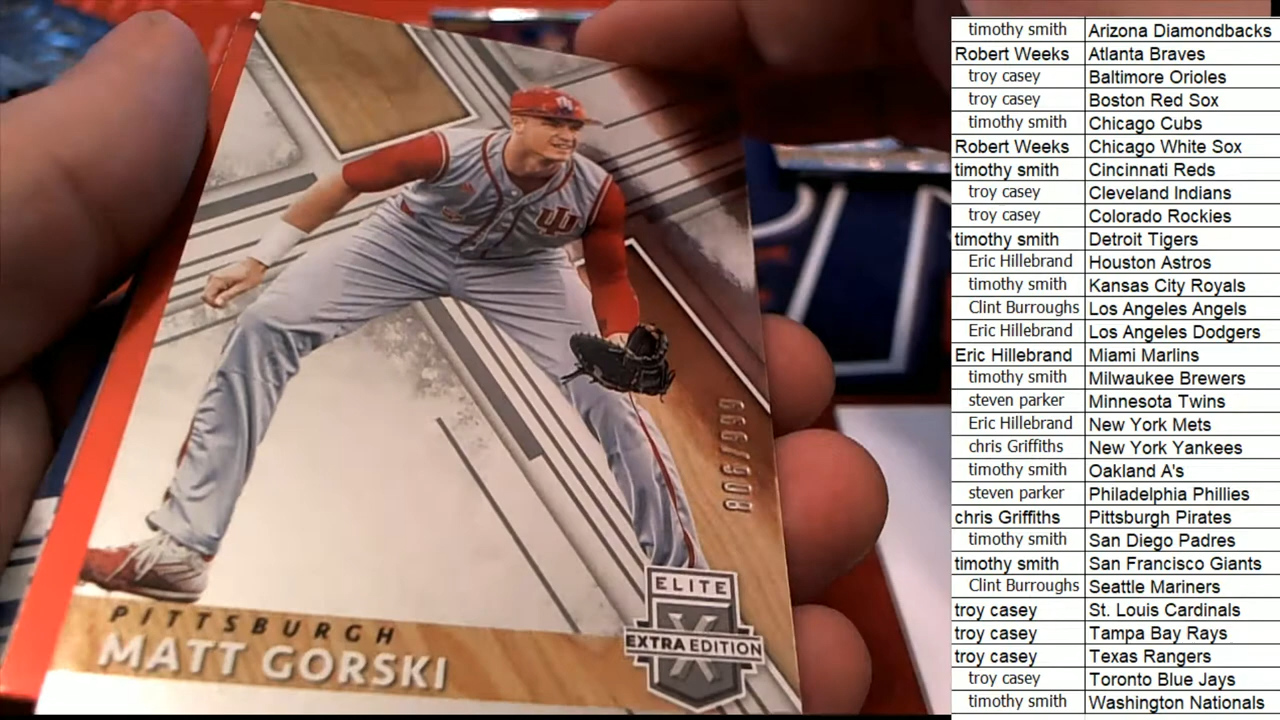 IU
806/999
ELITE
X
EXTRA EDITION
PITTSBURGH
MATT GORSKI
timothy smith Arizona Diamondbacks
Robert Weeks Atlanta Braves
troy casey Baltimore Orioles
troy casey Boston Red Sox
timothy smith Chicago Cubs
Robert Weeks Chicago White Sox
timothy smith Cincinnati Reds
troy casey Cleveland Indians
troy casey Colorado Rockies
timothy smith Detroit Tigers
Eric Hillebrand Houston Astros
timothy smith Kansas City Royals
Clint Burroughs Los Angeles Angels
Eric Hillebrand Los Angeles Dodgers
Eric Hillebrand Miami Marlins
timothy smith Milwaukee Brewers
steven parker Minnesota Twins
Eric Hillebrand New York Mets
chris Griffiths New York Yankees
timothy smith Oakland A's
steven parker Philadelphia Phillies
chris Griffiths Pittsburgh Pirates
timothy smith San Diego Padres
timothy smith San Francisco Giants
Clint Burroughs Seattle Mariners
troy casey St. Louis Cardinals
troy casey Tampa Bay Rays
troy casey Texas Rangers
troy casey Toronto Blue Jays
timothy smith Washington Nationals